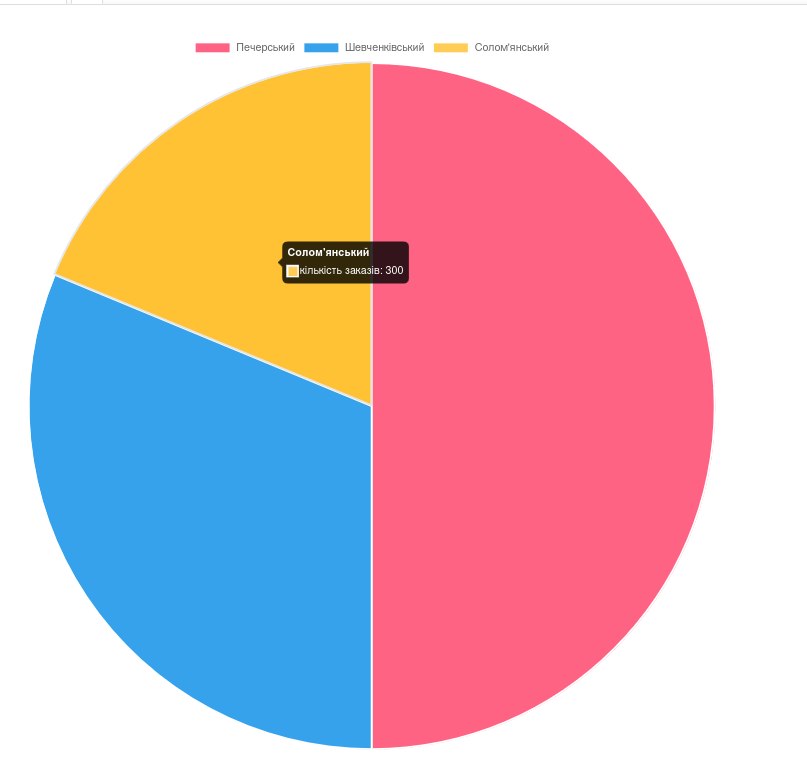 Печерський Шевченківський Солом'янський
Солом'янський
кількість заказів: 300